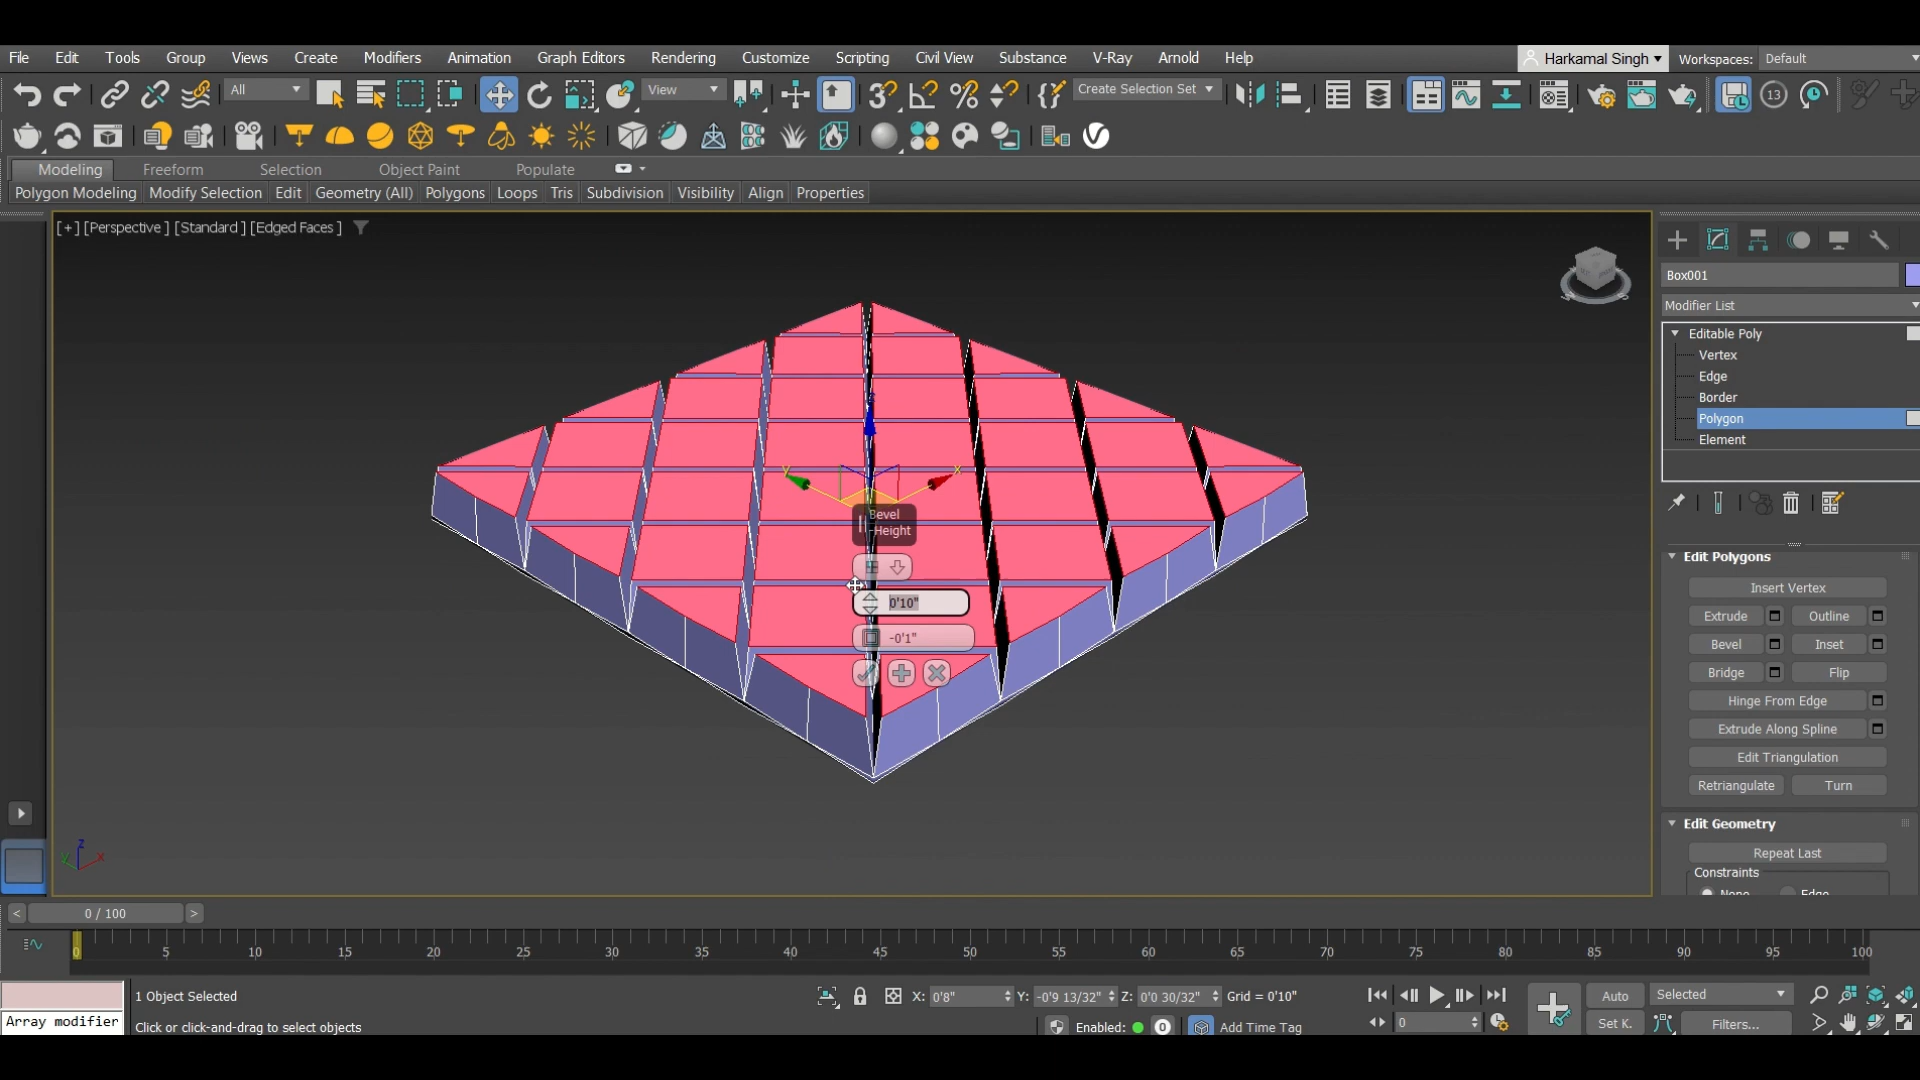 File Edit Tools Group Views Create Modifiers Animation Graph Editors Rendering Customize Scripting Civil View Substance V-Ray Arnold Help Harkamal Singh Workspaces: Default
All View Create Selection Set 13
Modeling Freeform Selection Object Paint Populate
Polygon Modeling Modify Selection Edit Geometry (All) Polygons Loops Tris Subdivision Visibility Align Properties
[+] [Perspective ] [Standard ] [Edged Faces ]
Box001
Modifier List
Editable Poly
Vertex
Edge
Border
Polygon
Element
y
x
Bevel
-Height
0'10"
-0'1"
Edit Polygons
Insert Vertex
Extrude Outline
Bevel Inset
Bridge Flip
Hinge From Edge
Extrude Along Spline
Edit Triangulation
Retriangulate Turn
Edit Geometry
Repeat Last
Constraints
None Edge
z
y x
< 0 / 100 >
0 5 10 15 20 25 30 35 40 45 50 55 60 65 70 75 80 85 90 95 100
1 Object Selected X: 0'8" Y: -0'9 13/32" Z: 0'0 30/32" Grid = 0'10" Auto Selected
Array modifier Click or click-and-drag to select objects Enabled: 0 Add Time Tag 0 Set K. Filters...